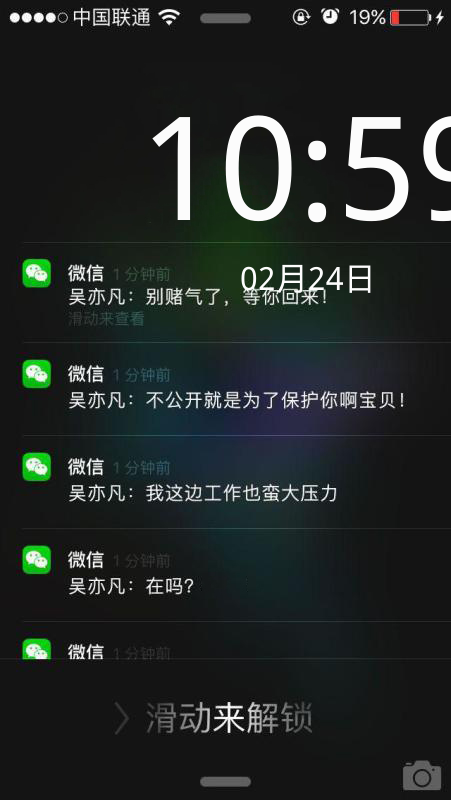 中国联通 19%
10:59
02月24日
微信 1分钟前
吴亦凡：别赌气了，等你回来！
滑动来查看
微信 1分钟前
吴亦凡：不公开就是为了保护你啊宝贝！
微信 1分钟前
吴亦凡：我这边工作也蛮大压力
微信 1分钟前
吴亦凡：在吗？
微信 1分钟前
滑动来解锁